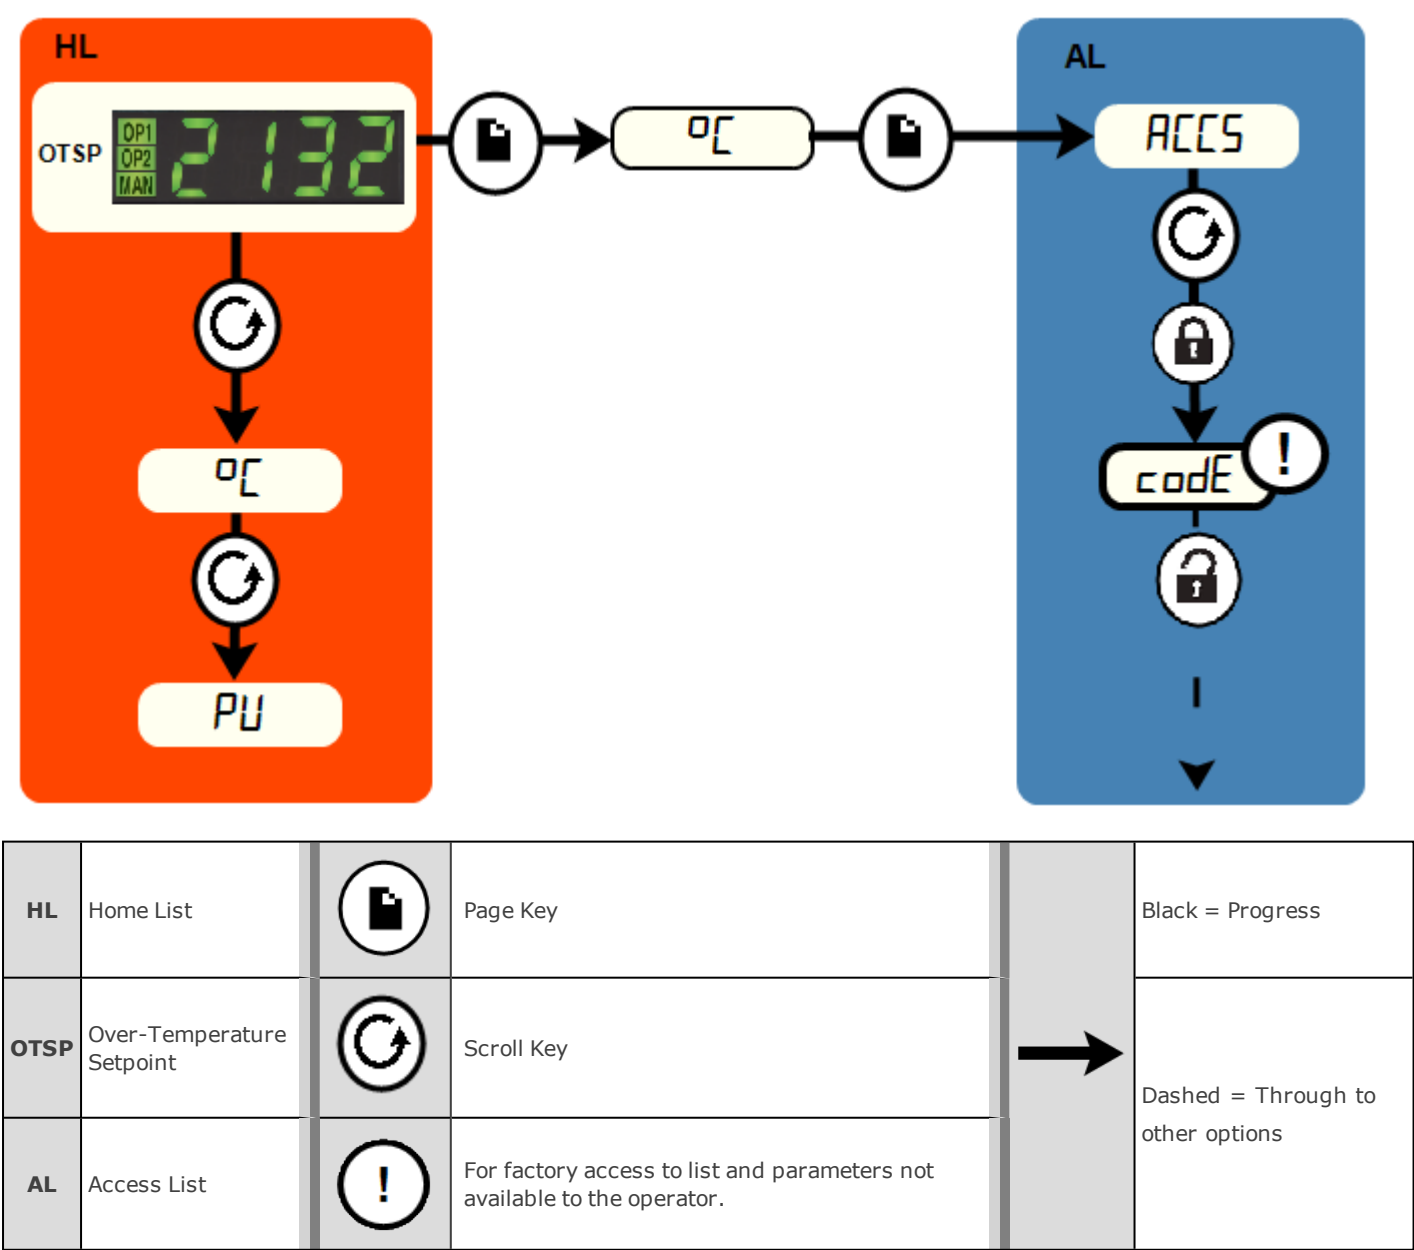 HL
OTSP
OP1
OP2
MAN
2132
ºC
AL
ACCS
ºC
codE
!
PV
HL Home List Page Key Black = Progress
OTSP Over-Temperature
Setpoint
Scroll Key
Dashed = Through to
other options
AL Access List ! For factory access to list and parameters not
available to the operator.